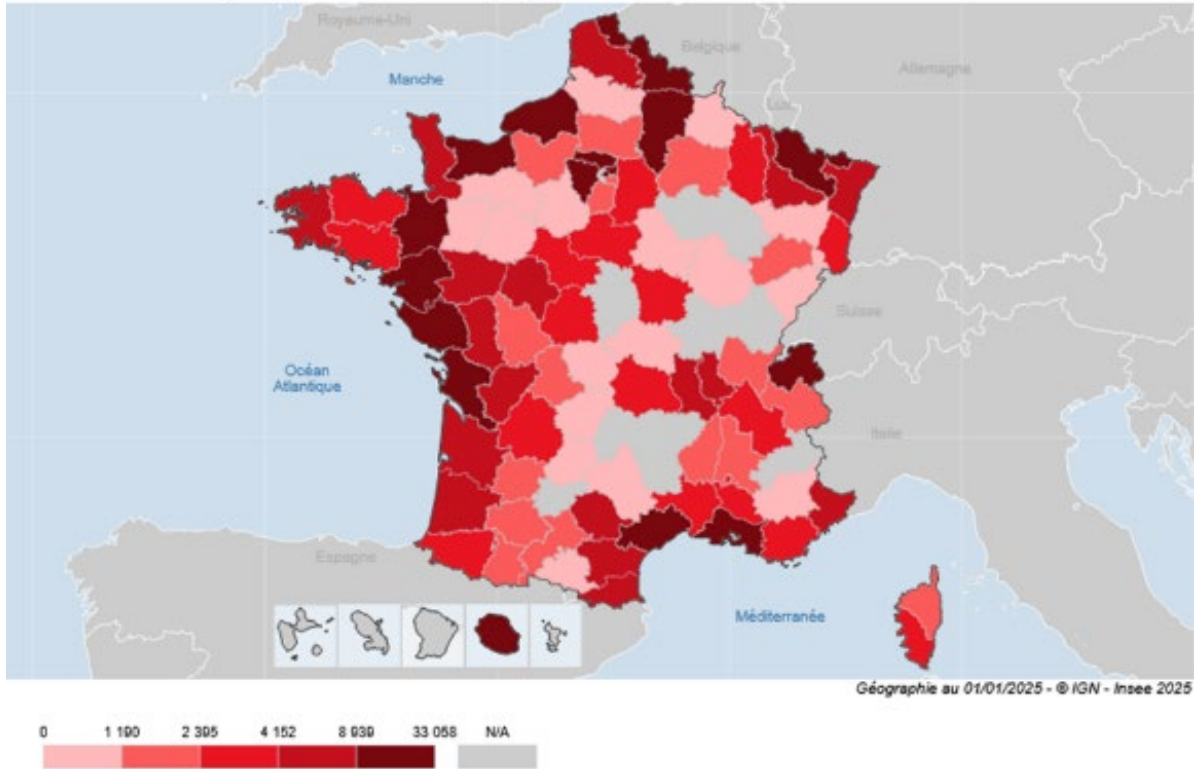 Royaume-Uni
Belgique
Allemagne
Manche
Lux.
Suisse
Océan
Atlantique
Italie
Espagne
Méditerranée
Géographie au 01/01/2025 - © IGN - Insee 2025
0 1 190 2 395 4 152 8 939 33 058 N/A